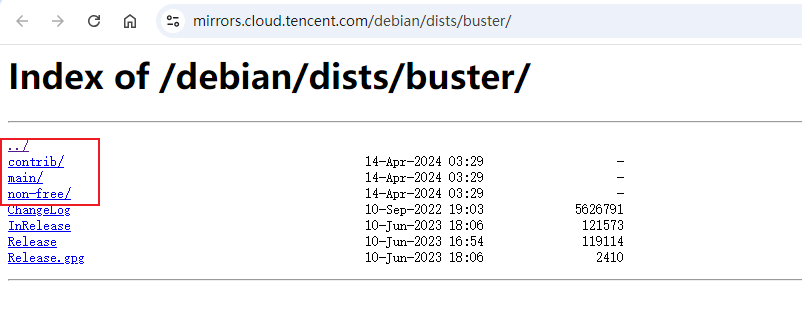 mirrors.cloud.tencent.com/debian/dists/buster/
Index of /debian/dists/buster/
../
contrib/ 14-Apr-2024 03:29 -
main/ 14-Apr-2024 03:29 -
non-free/ 14-Apr-2024 03:29 -
ChangeLog 10-Sep-2022 19:03 5626791
InRelease 10-Jun-2023 18:06 121573
Release 10-Jun-2023 16:54 119114
Release.gpg 10-Jun-2023 18:06 2410